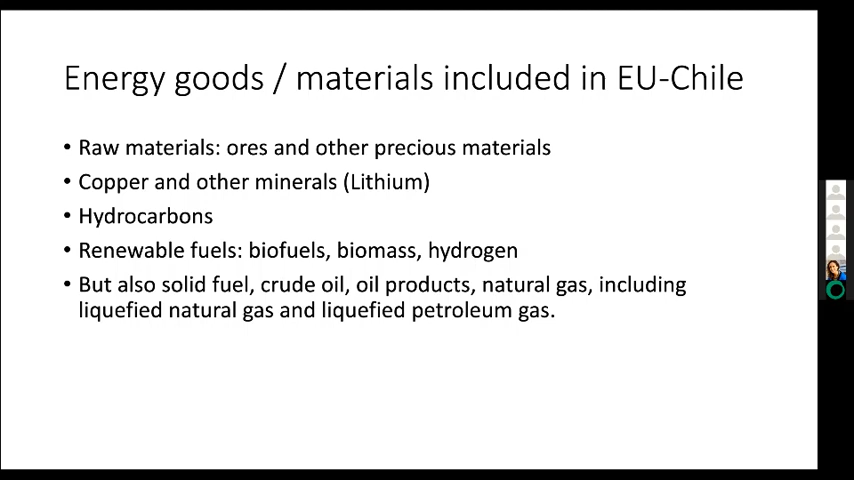 Energy goods / materials included in EU-Chile
• Raw materials: ores and other precious materials
• Copper and other minerals (Lithium)
• Hydrocarbons
• Renewable fuels: biofuels, biomass, hydrogen
• But also solid fuel, crude oil, oil products, natural gas, including
liquefied natural gas and liquefied petroleum gas.